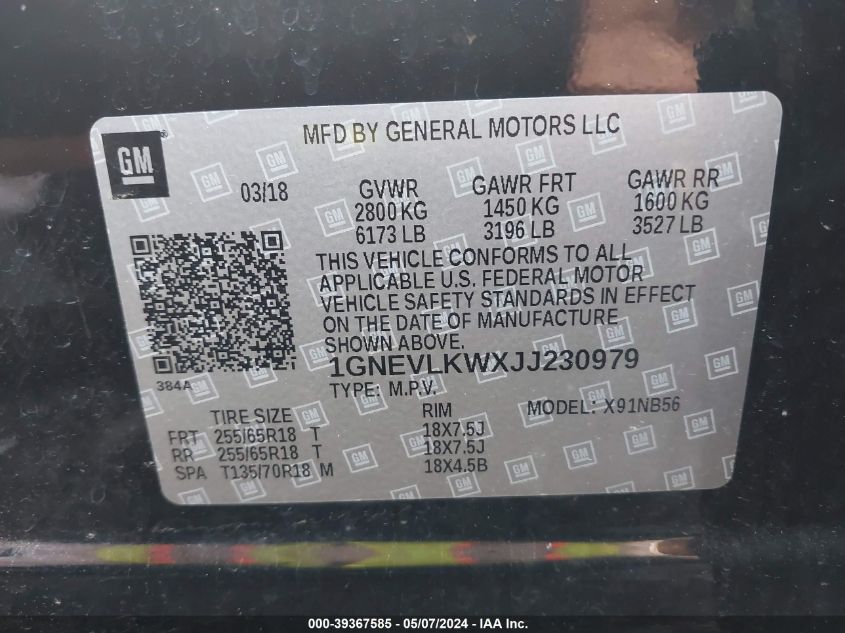 MFD BY GENERAL MOTORS LLC
GM
03/18 GVWR GAWR FRT GAWR RR
2800 KG 1450 KG 1600 KG
6173 LB 3196 LB 3527 LB
THIS VEHICLE CONFORMS TO ALL
APPLICABLE U.S. FEDERAL MOTOR
VEHICLE SAFETY STANDARDS IN EFFECT
ON THE DATE OF MANUFACTURE
SHOWN ABOVE.
1GNEVLKWXJJ230979
384A
TYPE: M.P.V. MODEL: X91NB56
TIRE SIZE RIM
FRT 255/65R18 T 18X7.5J
RR 255/65R18 T 18X7.5J
SPA T135/70R18 M 18X4.5B
000-39367585 - 05/07/2024 - IAA Inc.